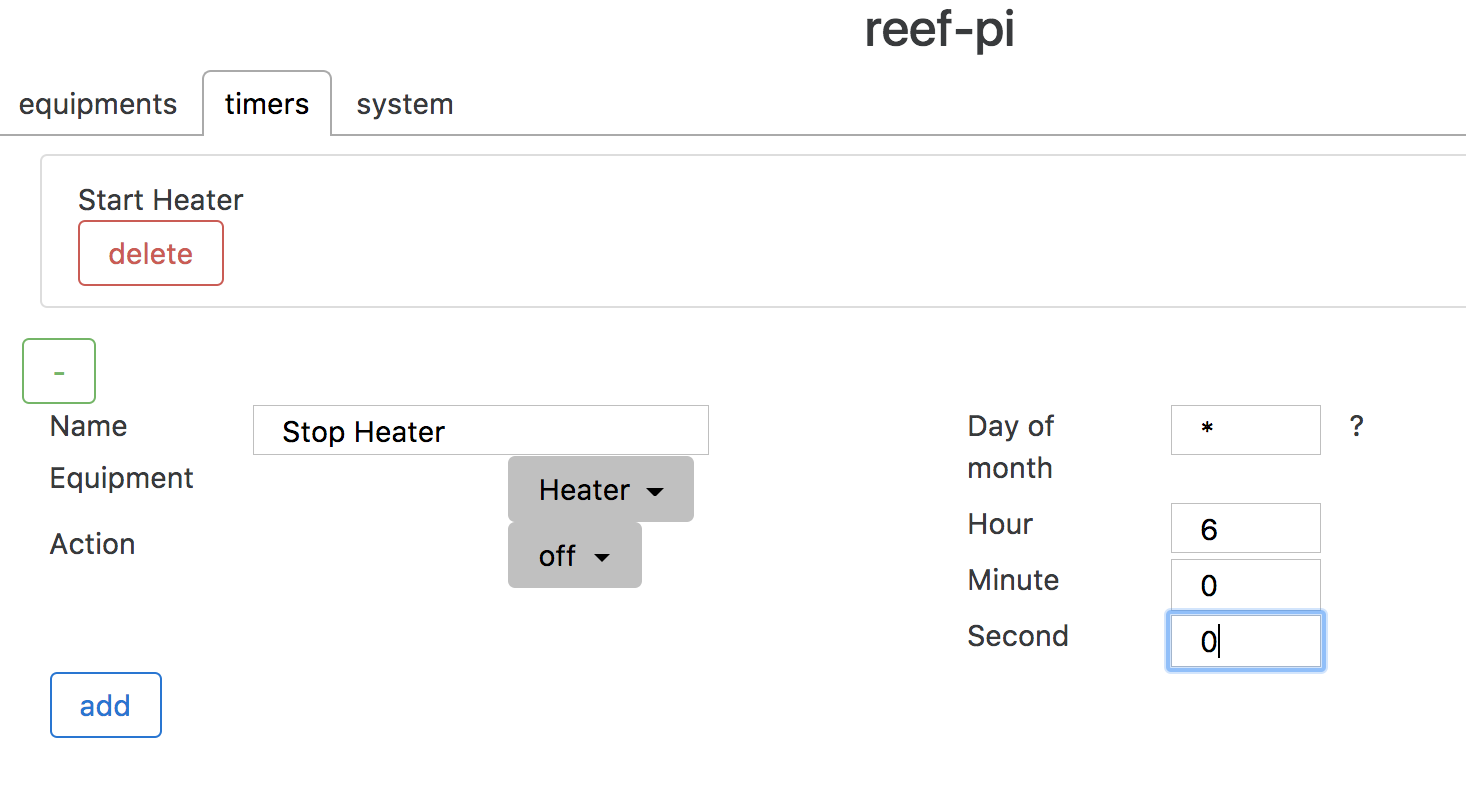 reef-pi
equipments timers system
Start Heater
delete
-
Name Stop Heater
Equipment Heater
Action off
Day of month * ?
Hour 6
Minute 0
Second 0
add